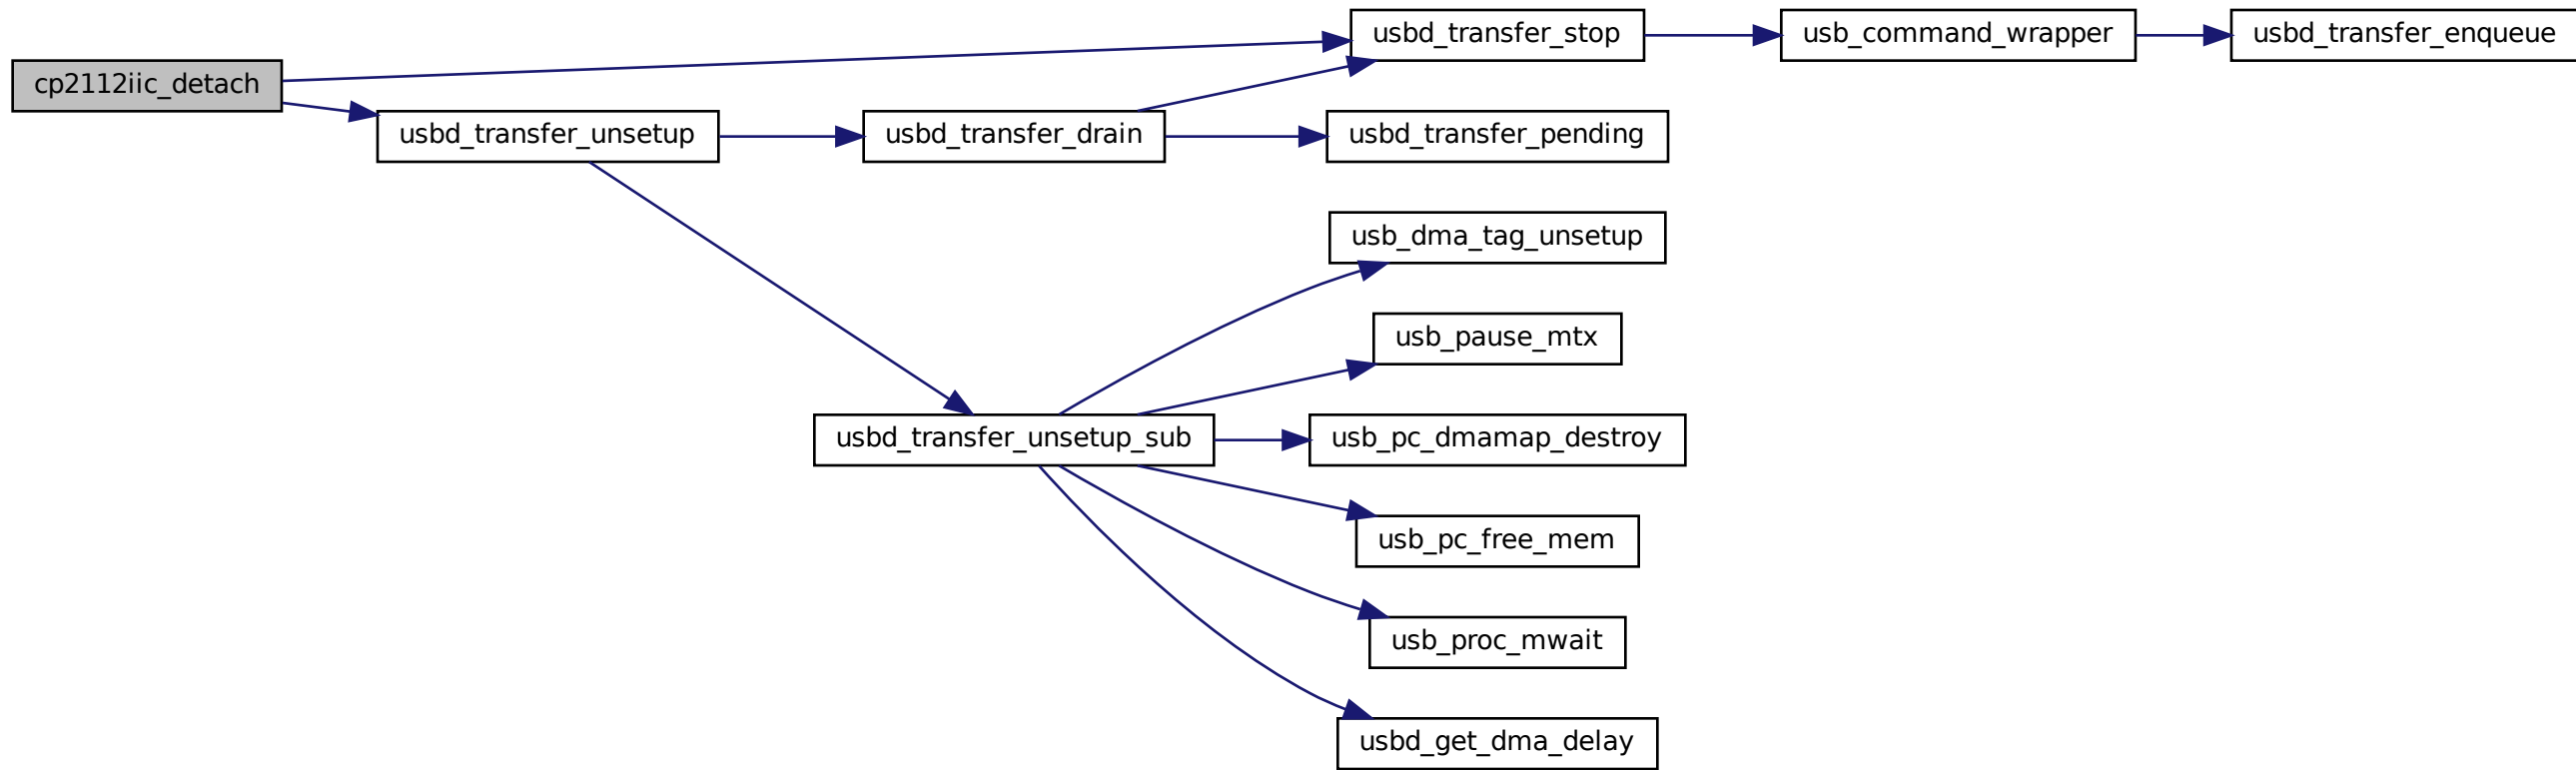 cp2112iic_detach
usbd_transfer_stop
usb_command_wrapper
usbd_transfer_enqueue
usbd_transfer_unsetup
usbd_transfer_drain
usbd_transfer_pending
usb_dma_tag_unsetup
usb_pause_mtx
usbd_transfer_unsetup_sub
usb_pc_dmamap_destroy
usb_pc_free_mem
usb_proc_mwait
usbd_get_dma_delay